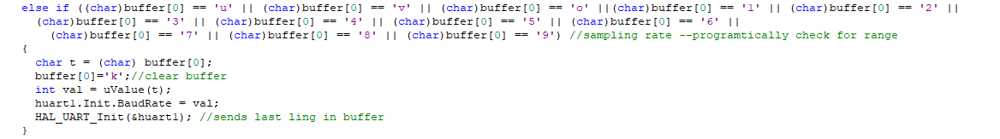 else if ((char)buffer[0] == 'u' || (char)buffer[0] == 'v' || (char)buffer[0] == 'o' ||(char)buffer[0] == '1' || (char)buffer[0] == '2' ||
(char)buffer[0] == '3' || (char)buffer[0] == '4' || (char)buffer[0] == '5' || (char)buffer[0] == '6' ||
(char)buffer[0] == '7' || (char)buffer[0] == '8' || (char)buffer[0] == '9') //sampling rate --programtically check for range
{
char t = (char) buffer[0];
buffer[0]='k';//clear buffer
int val = uValue(t);
huart1.Init.BaudRate = val;
HAL_UART_Init(&huart1); //sends last ling in buffer
}